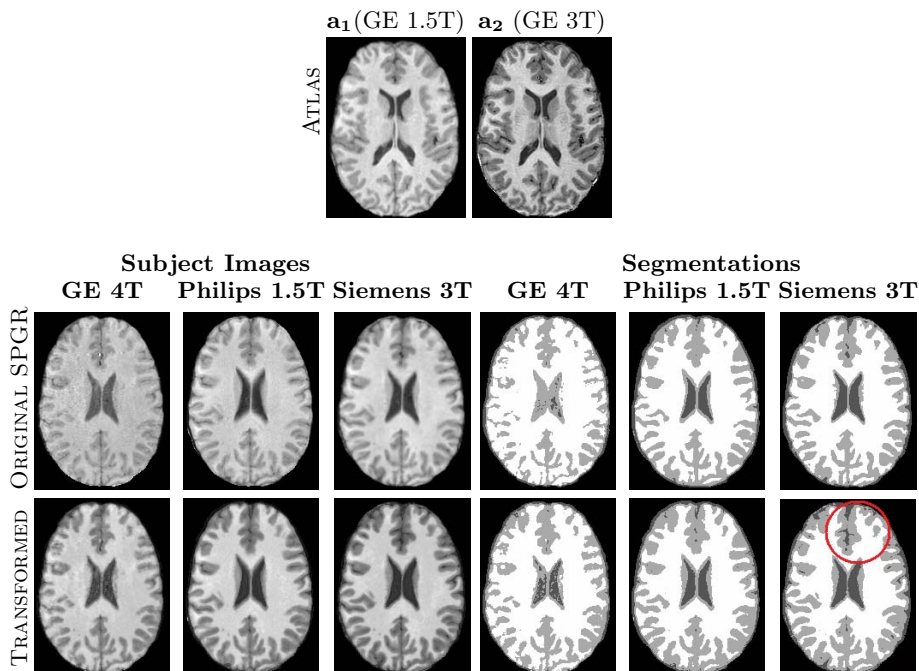 a₁(GE 1.5T) a₂ (GE 3T)
ATLAS
Subject Images Segmentations
GE 4T Philips 1.5T Siemens 3T GE 4T Philips 1.5T Siemens 3T
ORIGINAL SPGR
TRANSFORMED